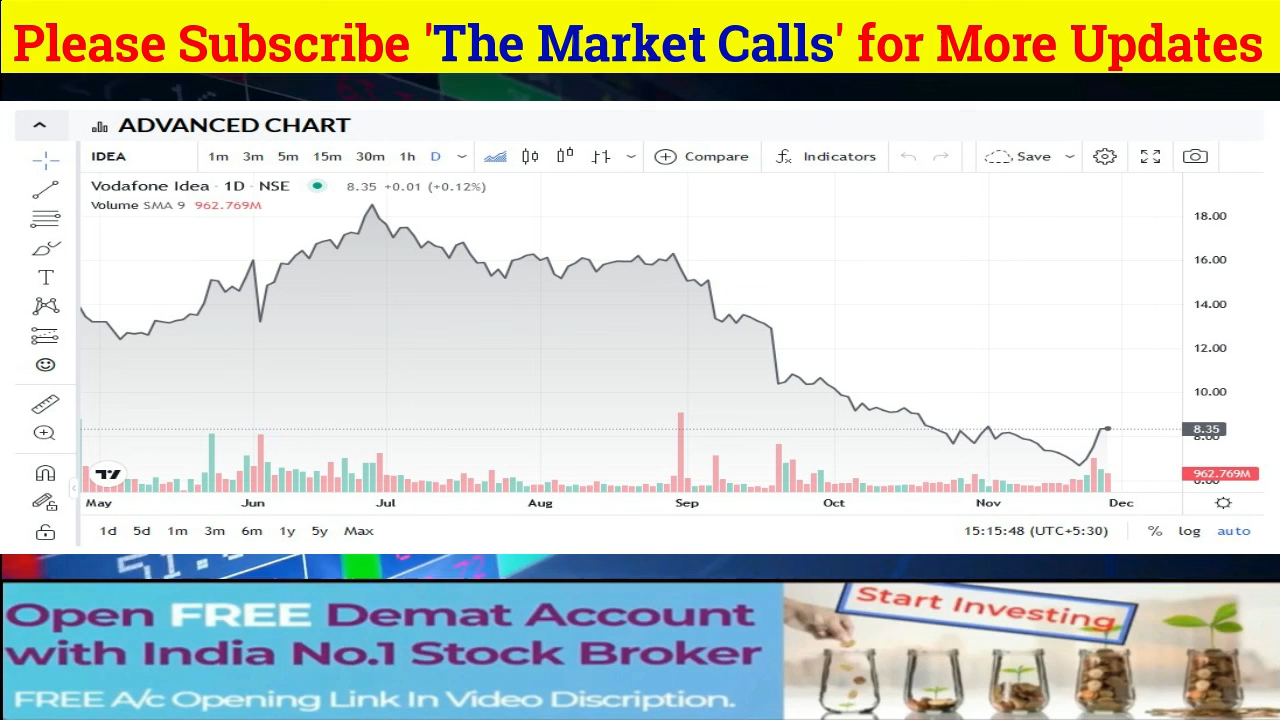 Please Subscribe 'The Market Calls' for More Updates
ADVANCED CHART
IDEA 1m 3m 5m 15m 30m 1h D Compare Indicators Save
Vodafone Idea · 1D · NSE 8.35 +0.01 (+0.12%)
Volume SMA 9 962.769M
18.00
16.00
14.00
12.00
10.00
8.35
8.00
962.769M
6.00
May Jun Jul Aug Sep Oct Nov Dec
1d 5d 1m 3m 6m 1y 5y Max 15:15:48 (UTC+5:30) % log auto
Open FREE Demat Account
with India No.1 Stock Broker
FREE A/c Opening Link In Video Discription.
Start Investing